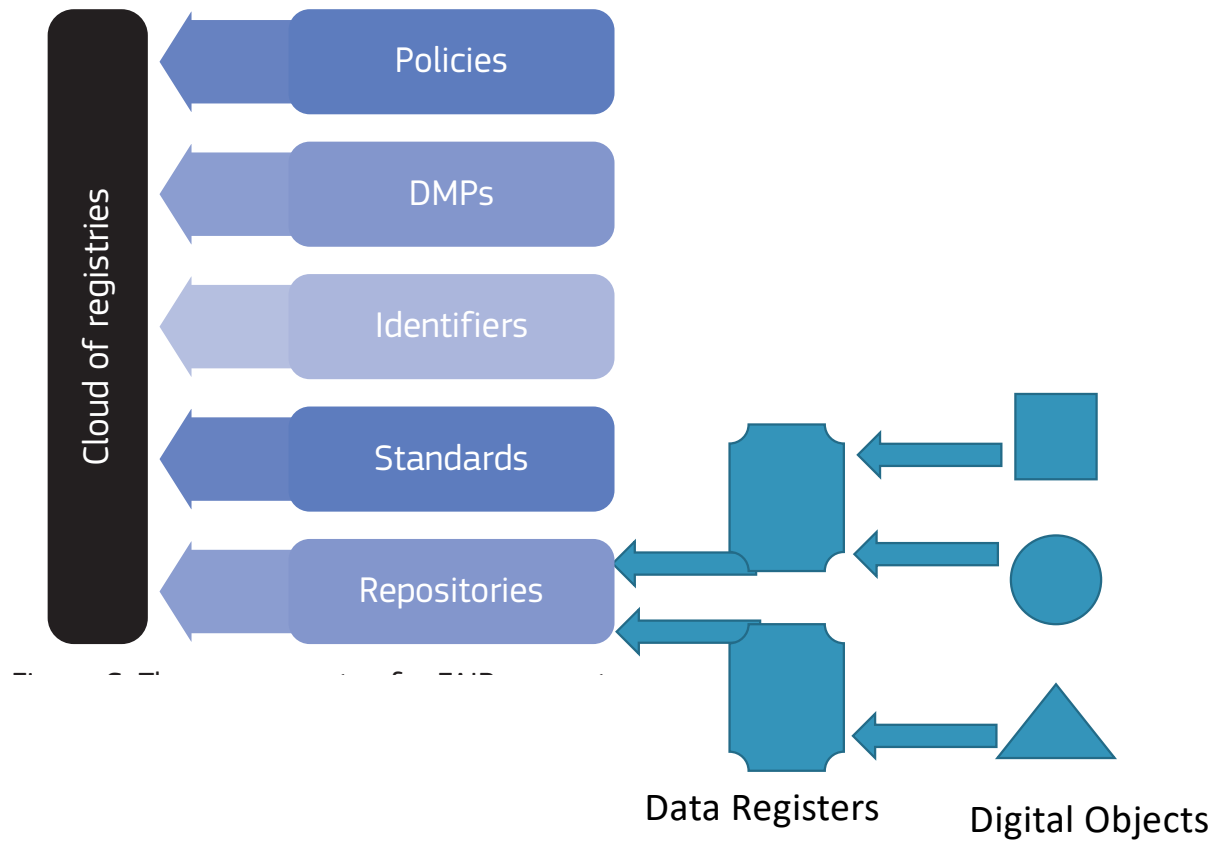 Cloud of registries
Policies
DMPs
Identifiers
Standards
Repositories
Data Registers
Digital Objects